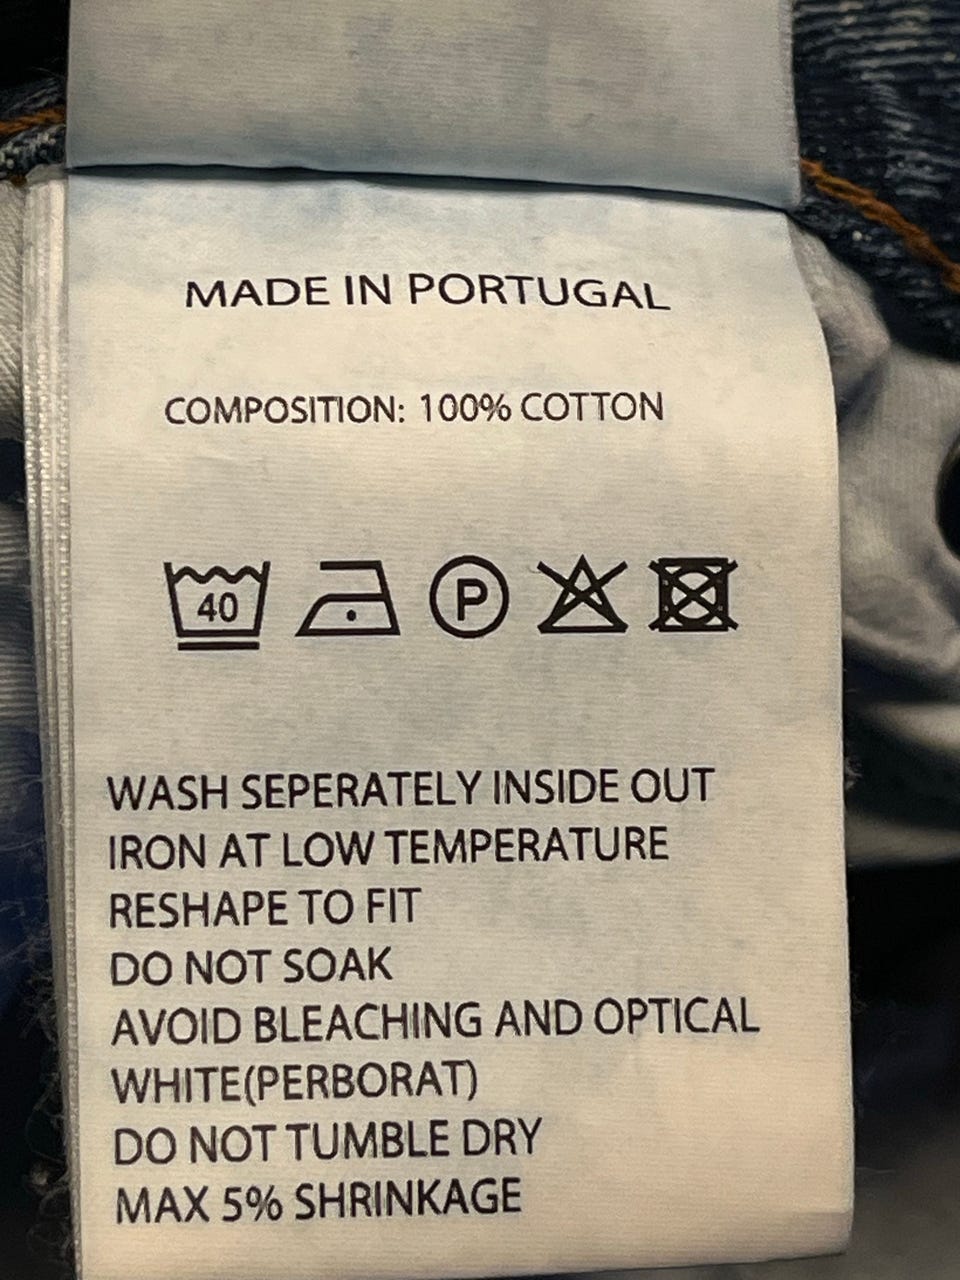 MADE IN PORTUGAL
COMPOSITION: 100% COTTON
40 P
WASH SEPERATELY INSIDE OUT
IRON AT LOW TEMPERATURE
RESHAPE TO FIT
DO NOT SOAK
AVOID BLEACHING AND OPTICAL
WHITE(PERBORAT)
DO NOT TUMBLE DRY
MAX 5% SHRINKAGE